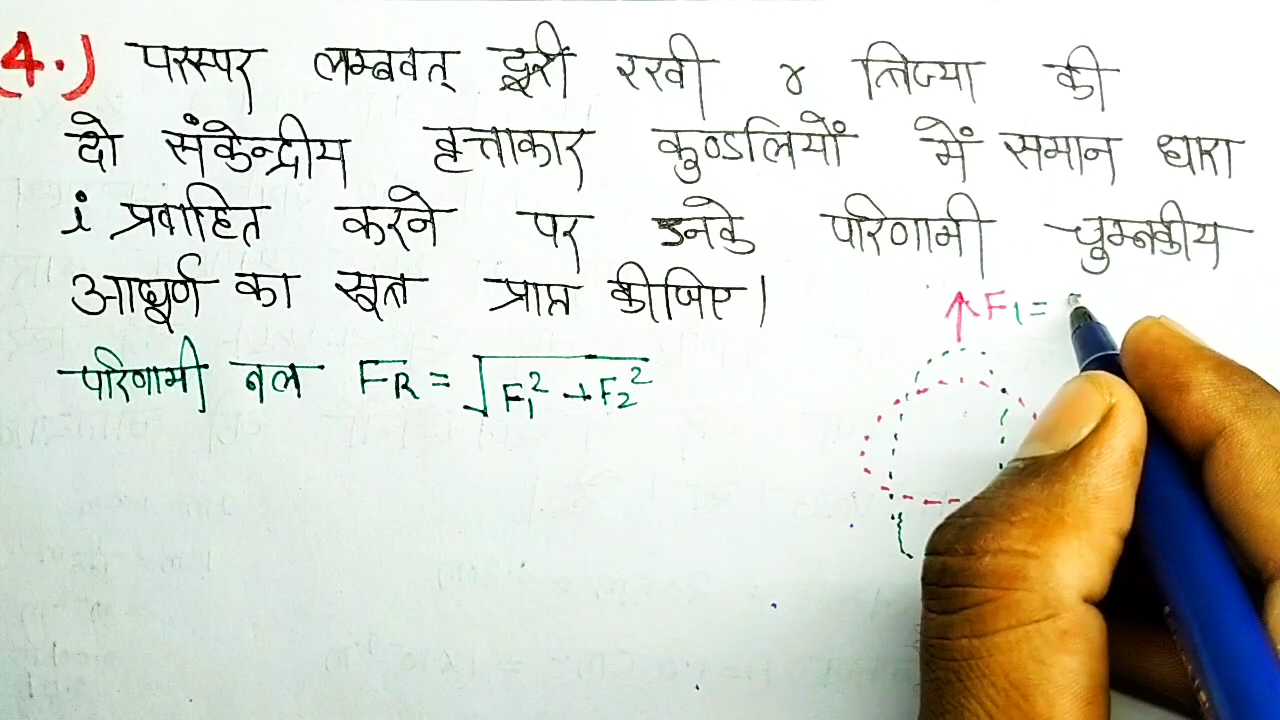 4.) परस्पर लम्बवत् दूरी रखी r त्रिज्या की
दो संकेन्द्रीय वृत्ताकार कुण्डलियों में समान धारा
i प्रवाहित करने पर उनके परिणामी चुम्बकीय
आघूर्ण का सूत्र प्राप्त कीजिए।
परिणामी बल FR = √F₁² + F₂²
↑ F₁ =